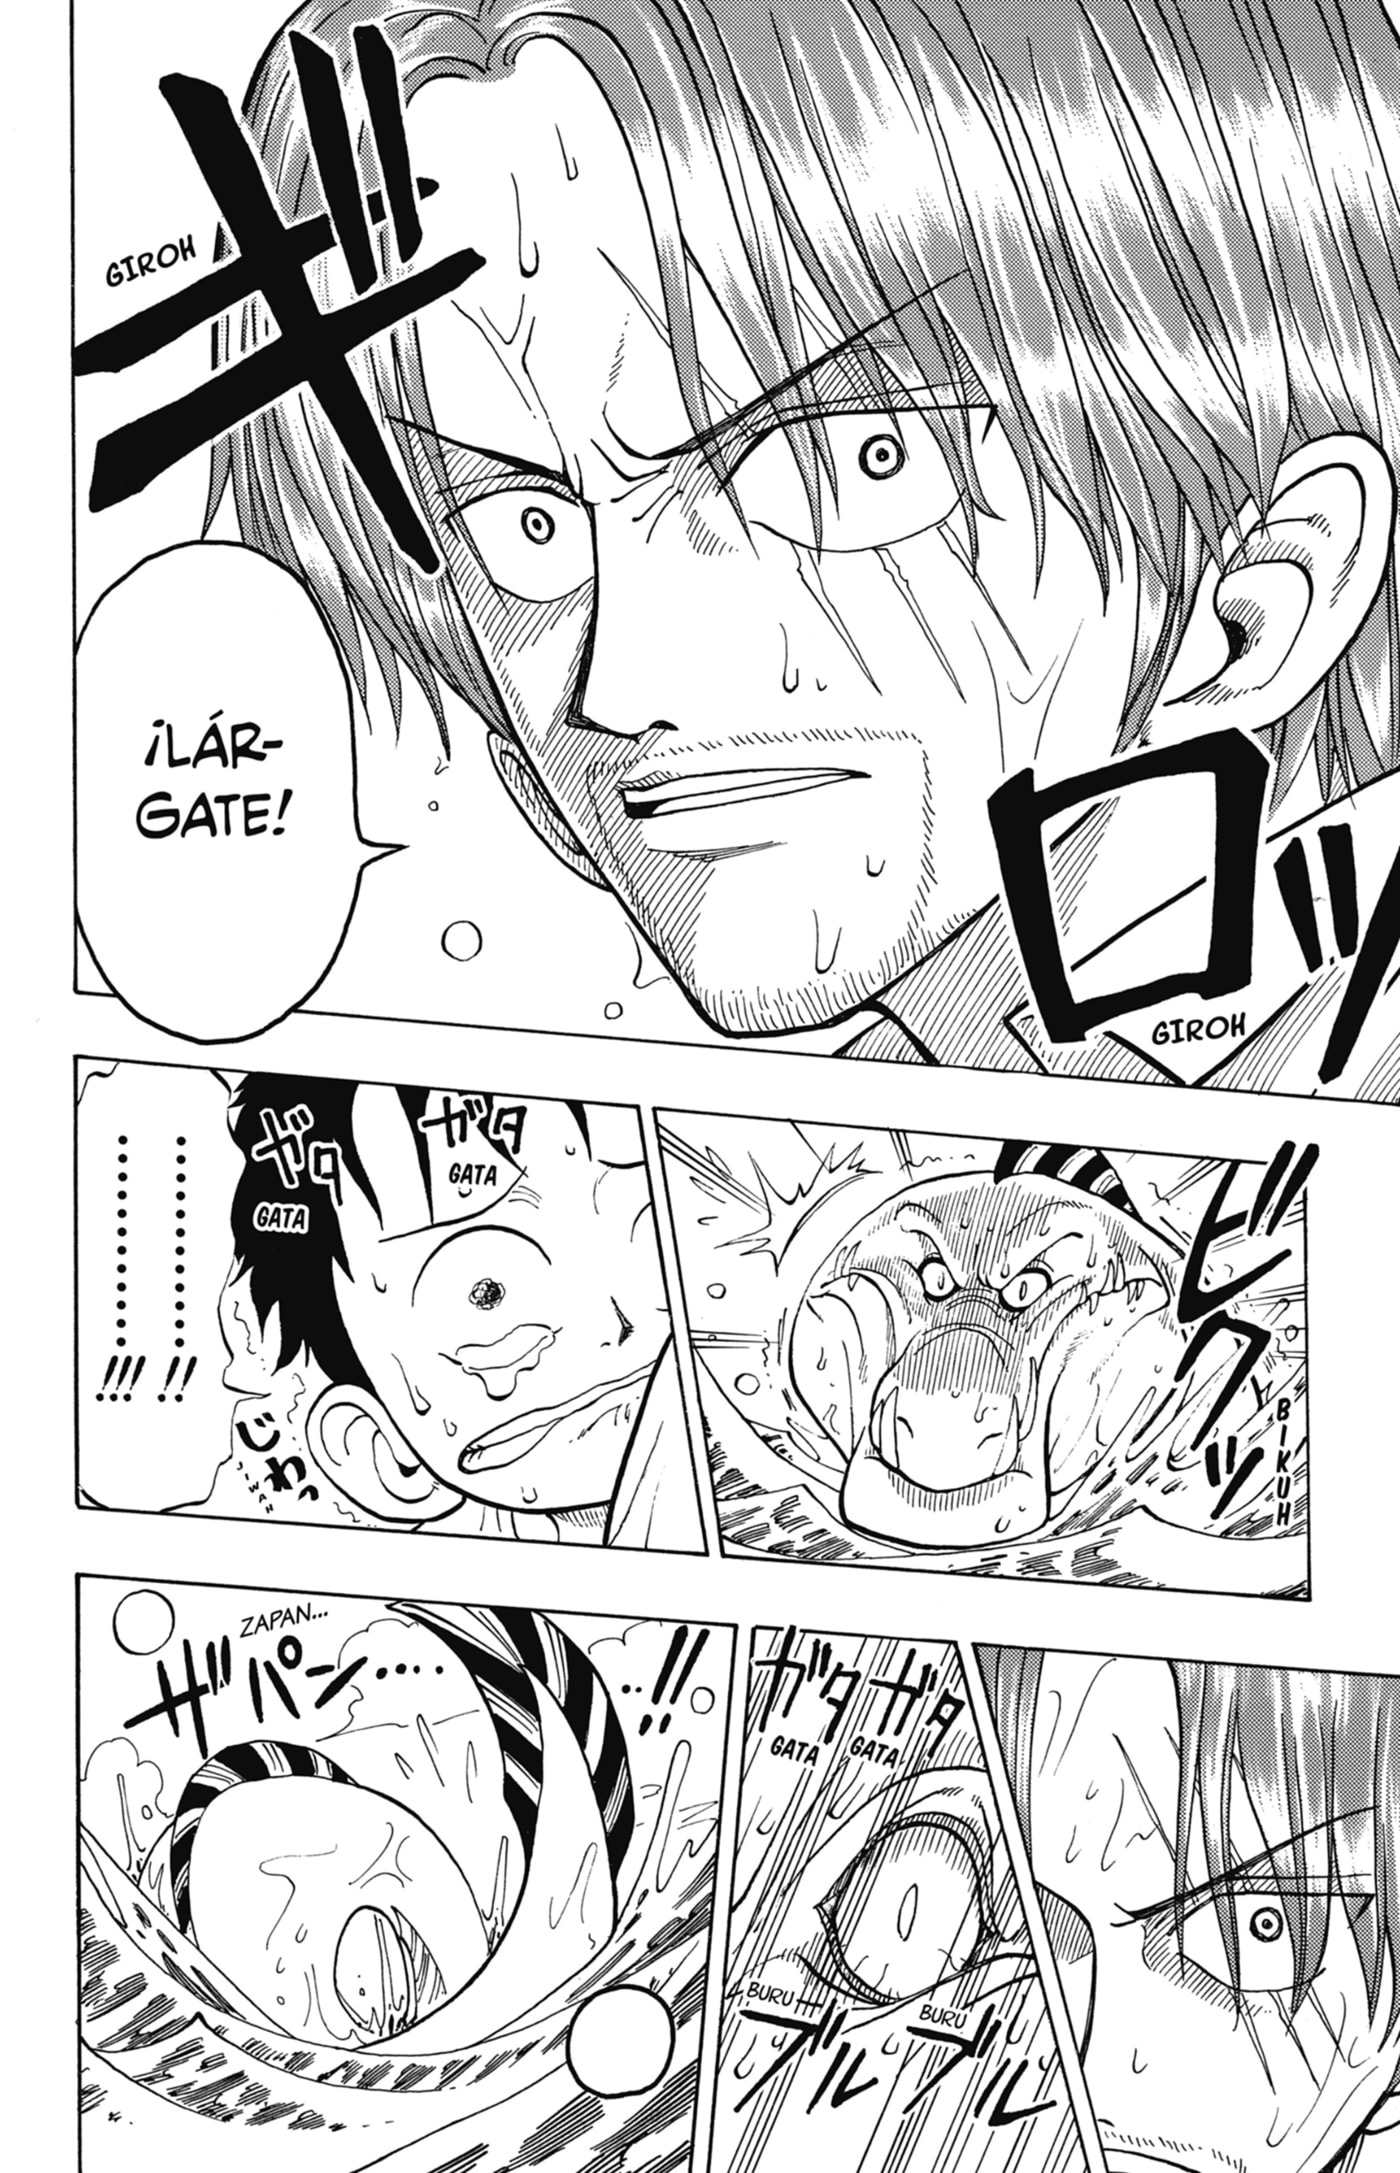 ギ!!
GIROH
¡LÁR-
GATE!
ロッ!!
GIROH
ビクッ
BIKUH
ガタ
GATA
ガタ
GATA
!!
!!!
じわっ
JIWAH
ガタ
GATA
ガタ
GATA
BURU
ブル
BURU
ブル
ZAPAN...
ザパン....
..!!